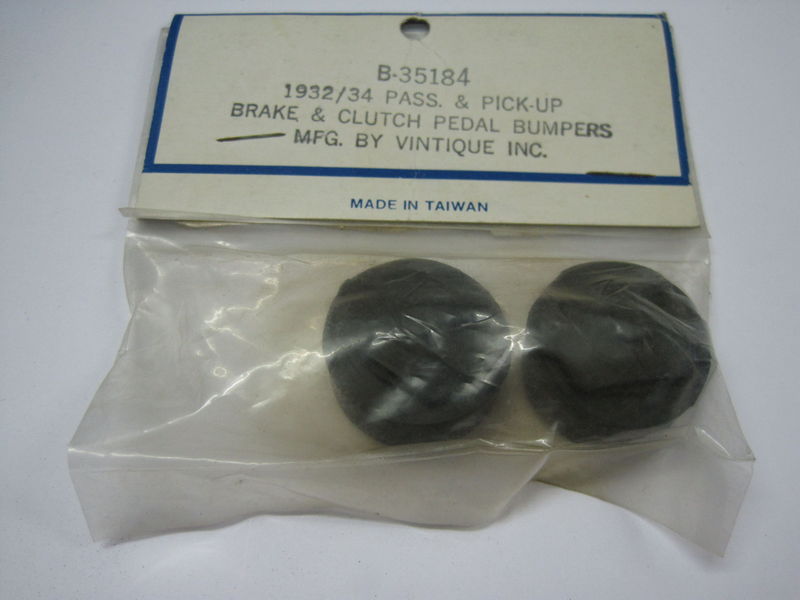 B-35184
1932/34 PASS. & PICK-UP
BRAKE & CLUTCH PEDAL BUMPERS
MFG. BY VINTIQUE INC.
MADE IN TAIWAN